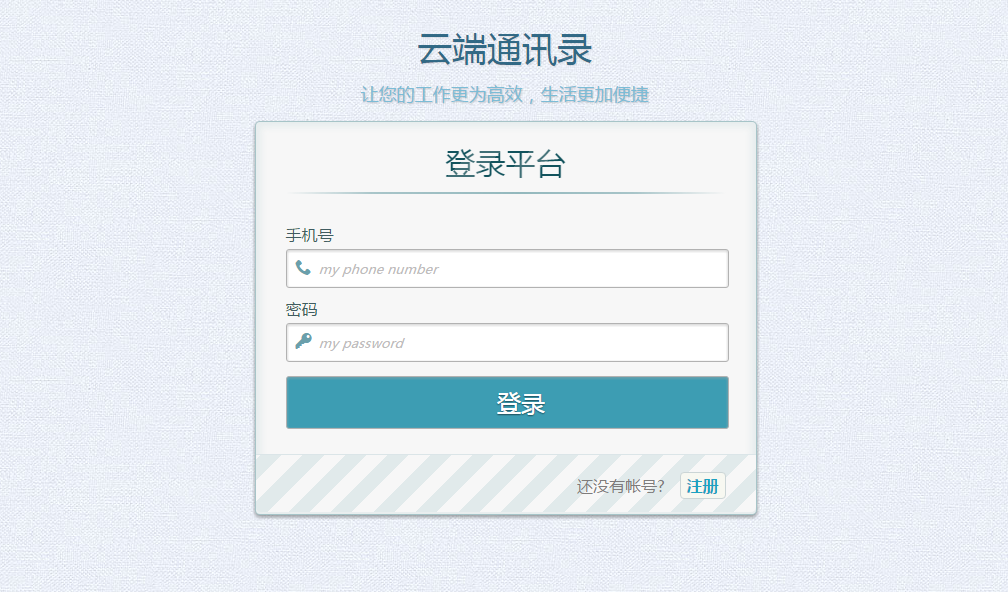 云端通讯录
让您的工作更为高效，生活更加便捷
登录平台
手机号
my phone number
密码
my password
登录
还没有帐号? 注册